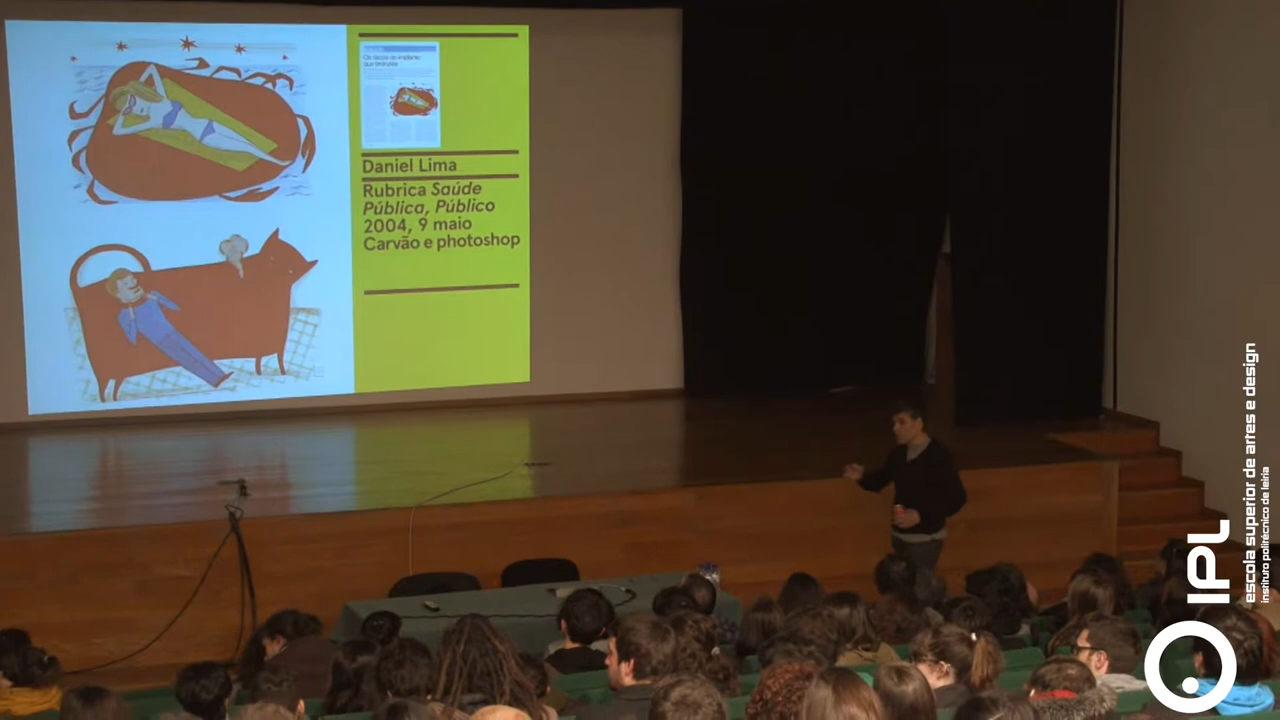 Daniel Lima
Rubrica Saúde
Pública, Público
2004, 9 maio
Carvão e photoshop
IPL
escola superior de artes e design
instituto politécnico de leiria